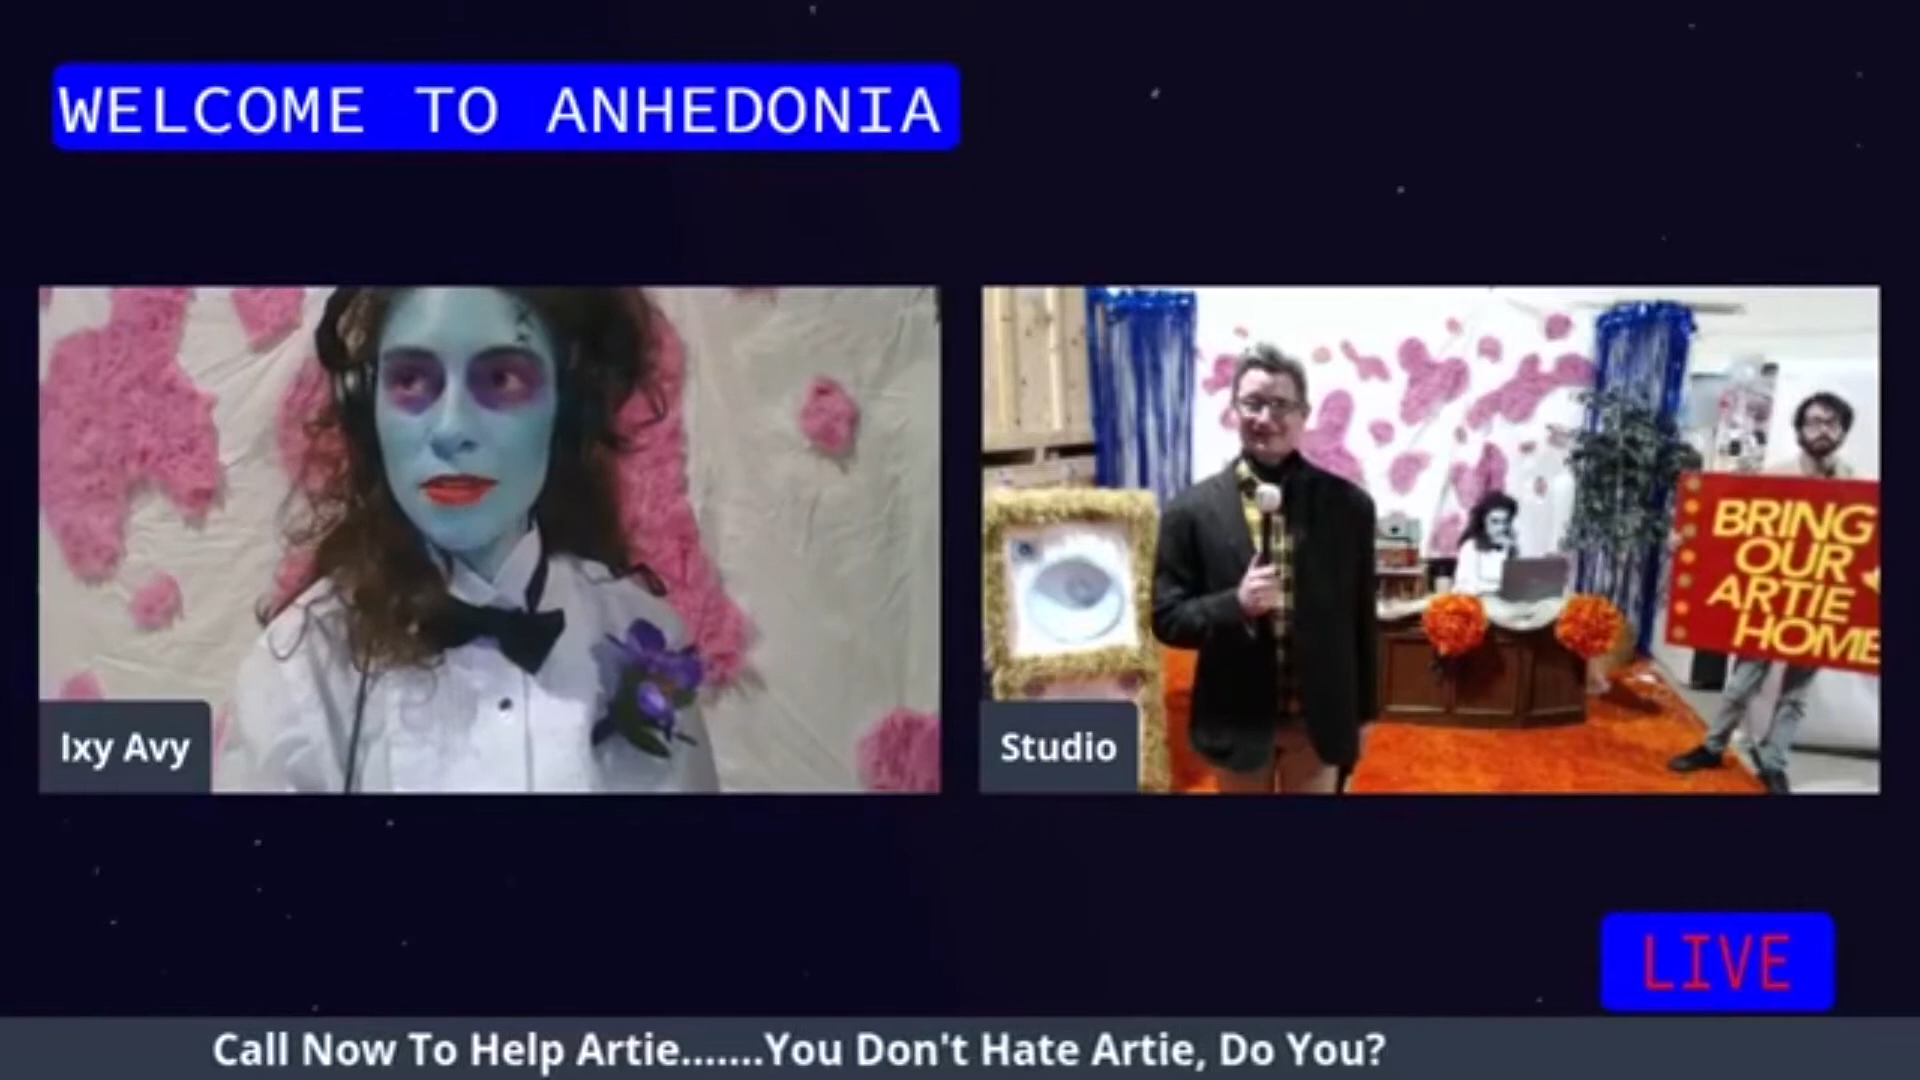 WELCOME TO ANHEDONIA
Ixy Avy
Studio
BRING
OUR
ARTIE
HOME
LIVE
Call Now To Help Artie.......You Don't Hate Artie, Do You?